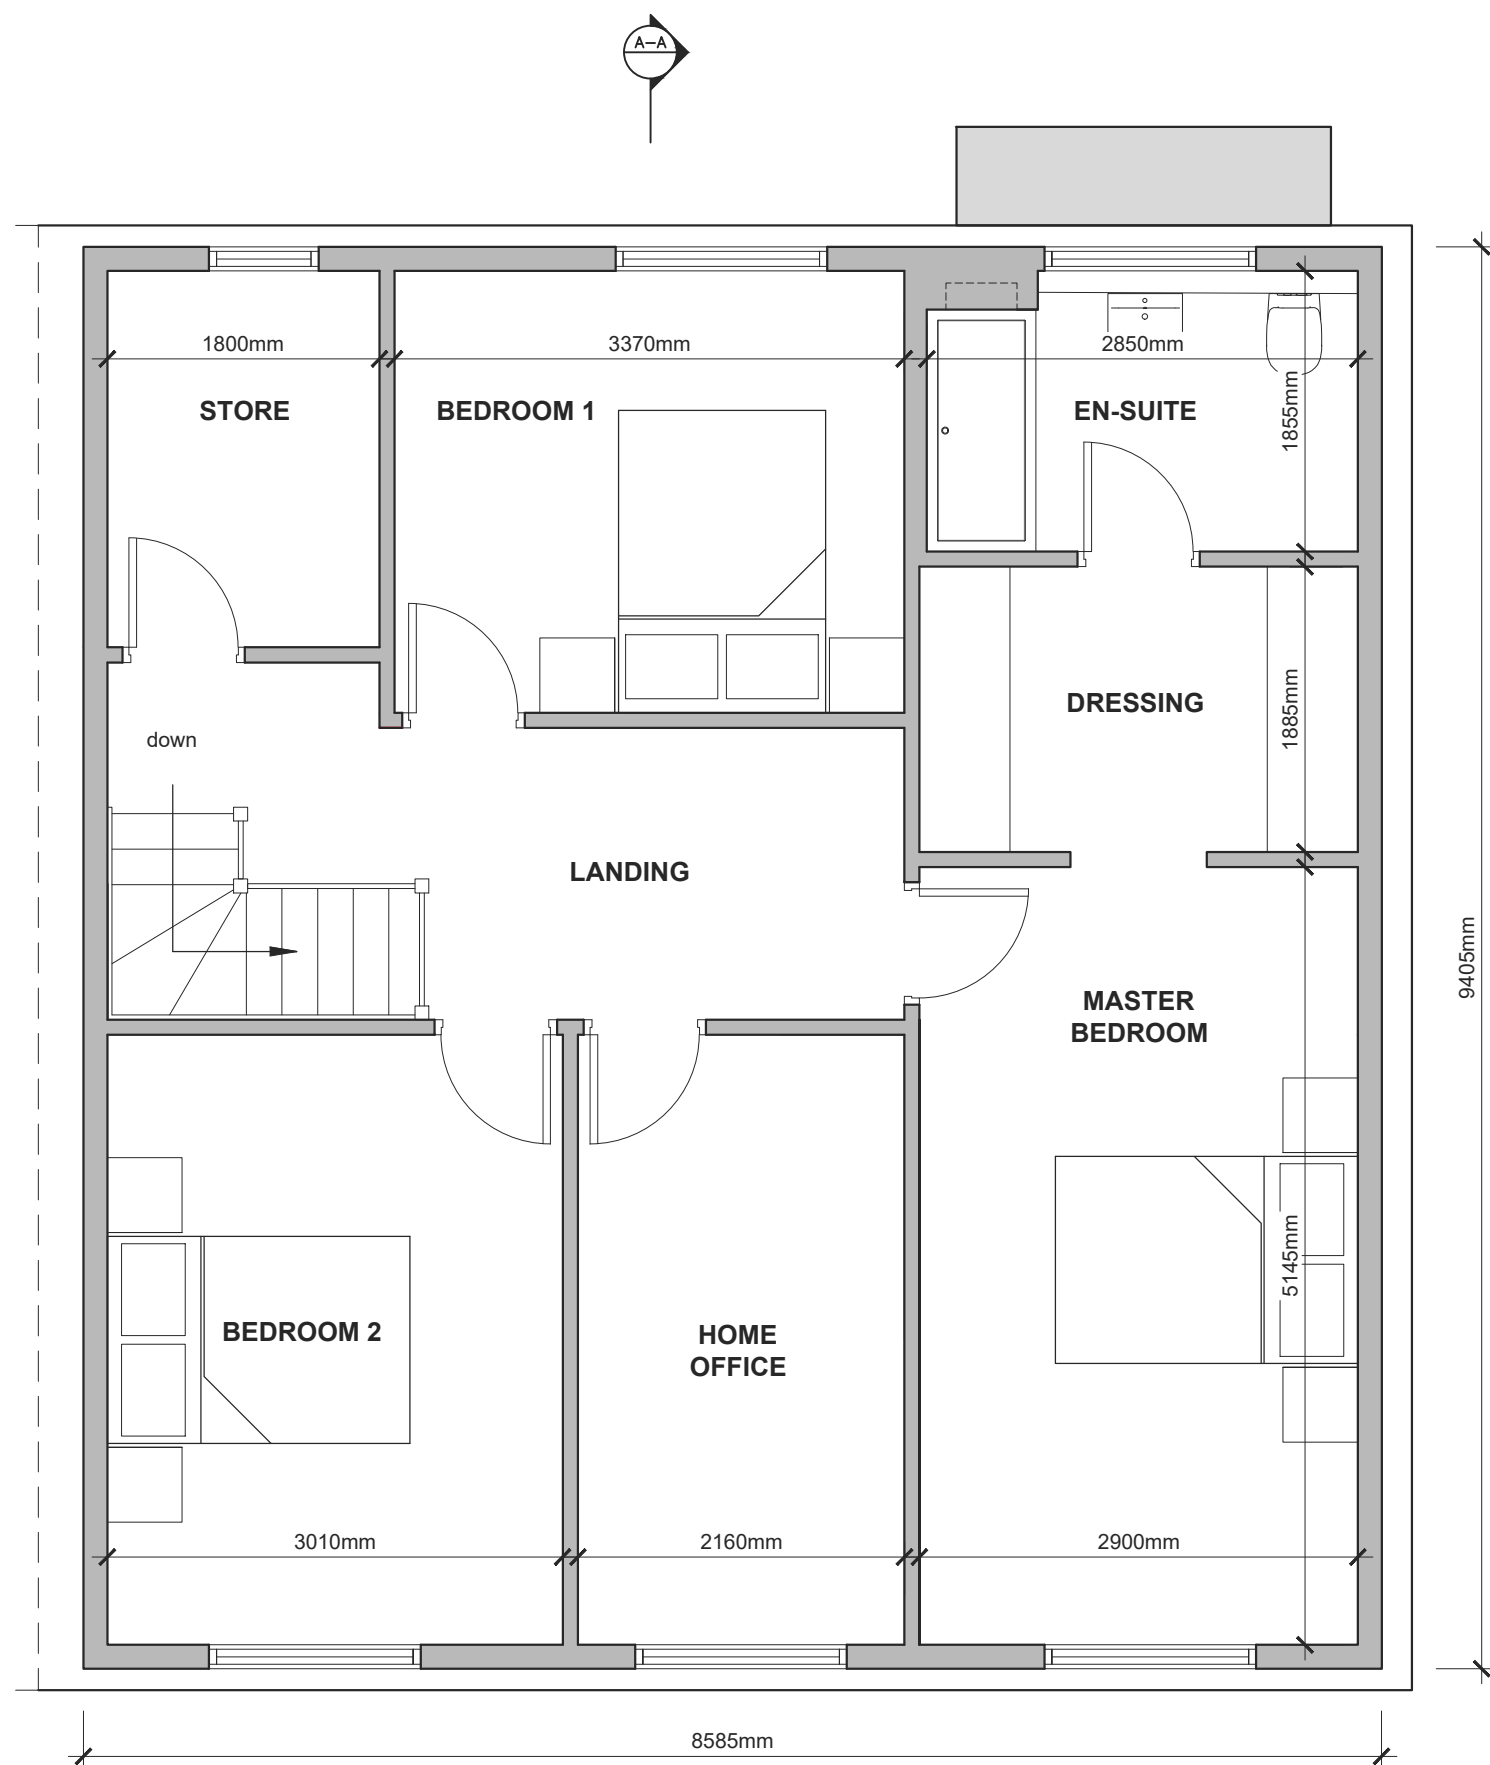 A–A
1800mm
3370mm
2850mm
STORE
BEDROOM 1
EN-SUITE
1855mm
DRESSING
1885mm
down
LANDING
9405mm
MASTER
BEDROOM
5145mm
BEDROOM 2
HOME
OFFICE
3010mm
2160mm
2900mm
8585mm